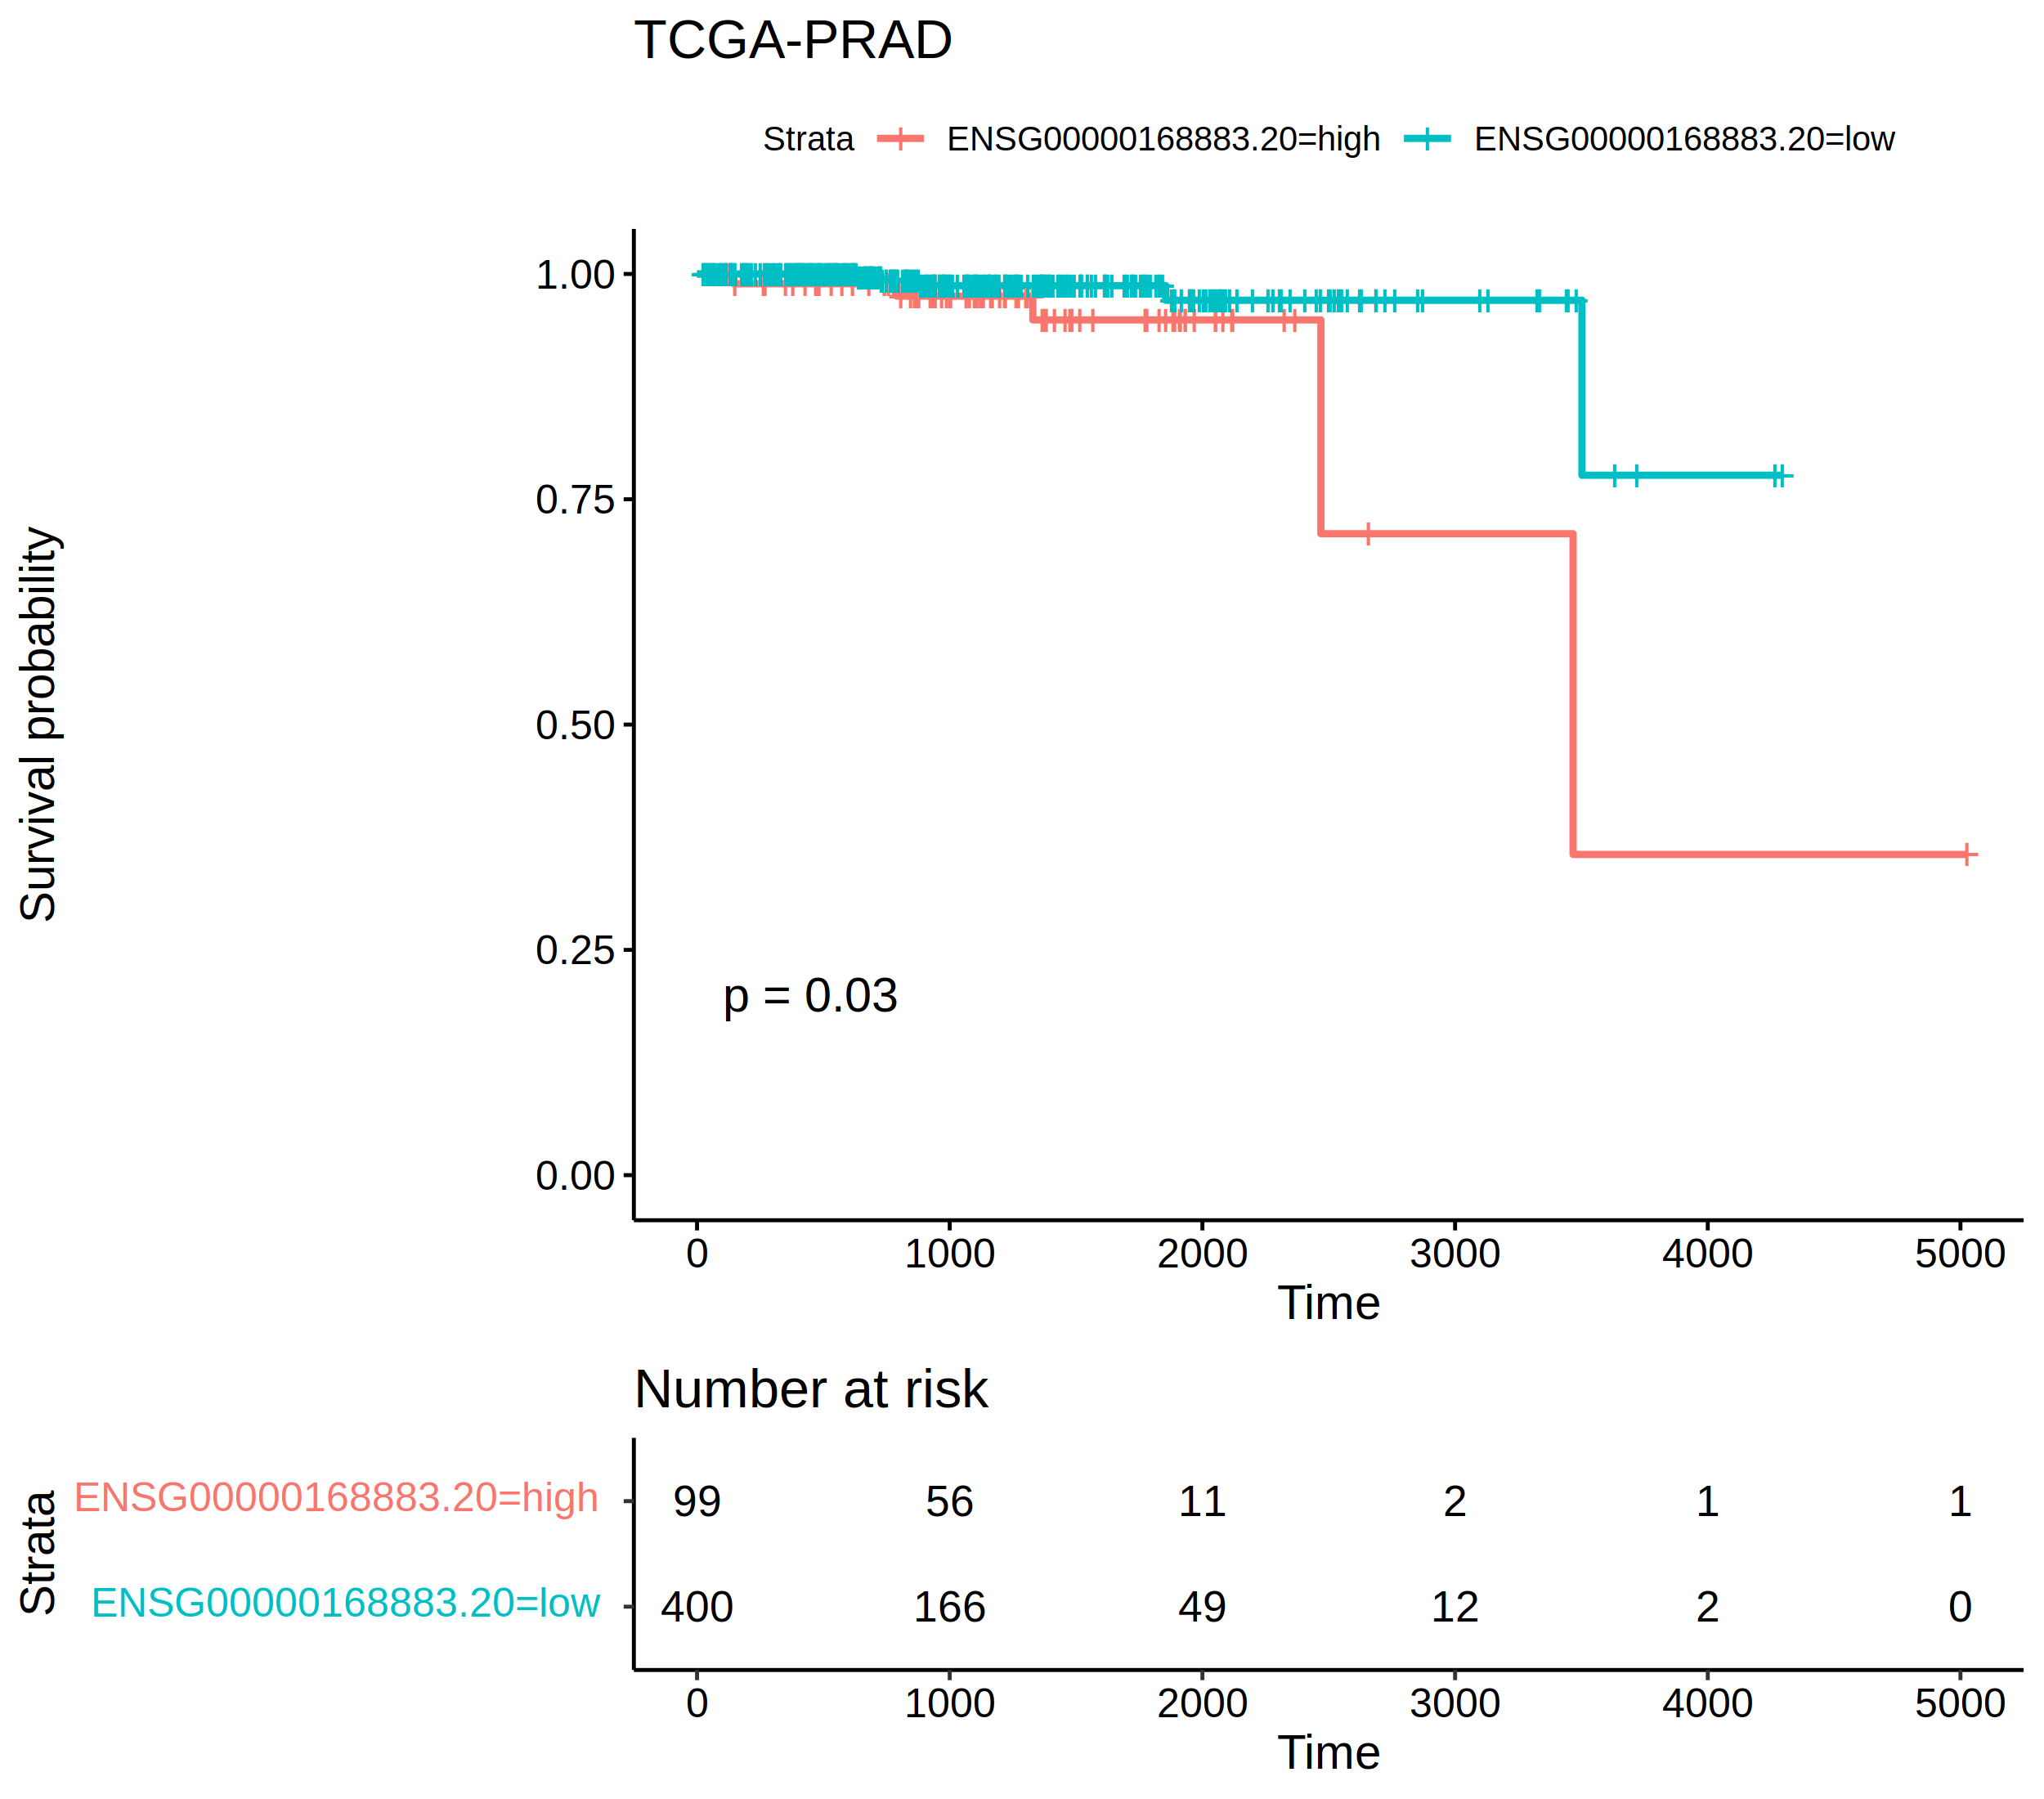 TCGA-PRAD
Strata ENSG00000168883.20=high ENSG00000168883.20=low
Survival probability
1.00
0.75
0.50
0.25
0.00
p = 0.03
0 1000 2000 3000 4000 5000
Time
Number at risk
Strata
ENSG00000168883.20=high 99 56 11 2 1 1
ENSG00000168883.20=low 400 166 49 12 2 0
0 1000 2000 3000 4000 5000
Time